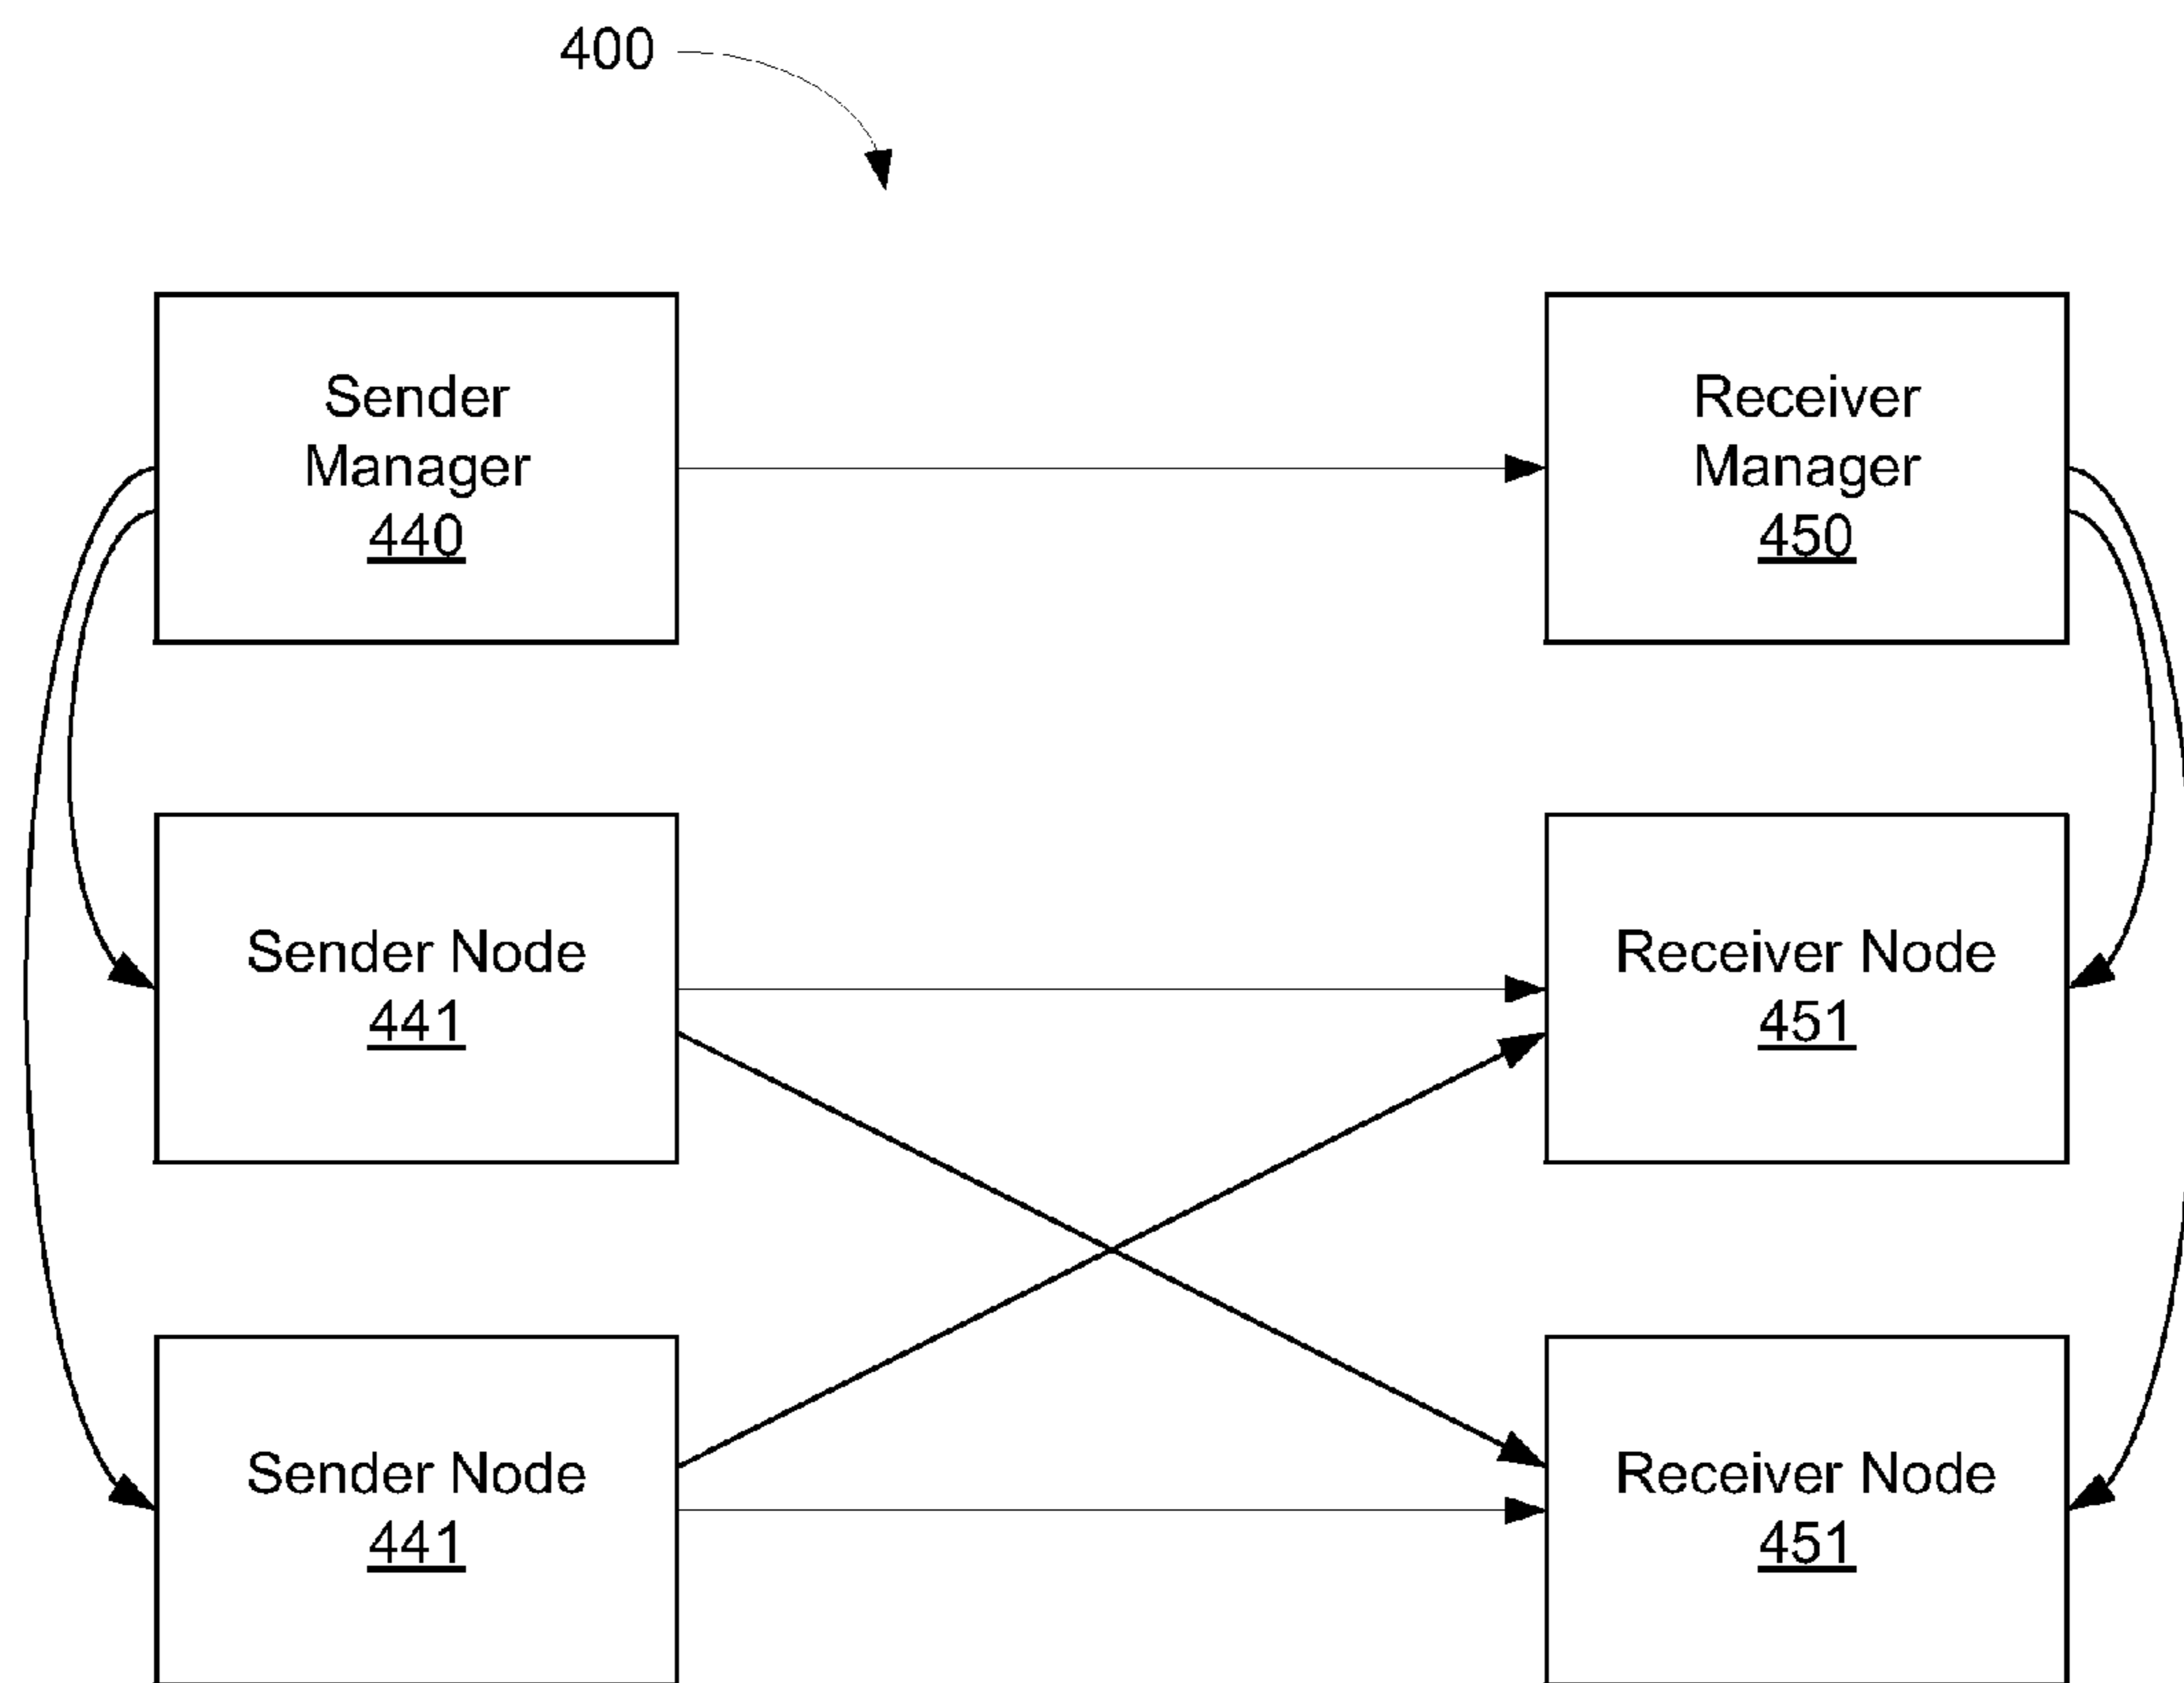 400
Sender
Manager
440
Receiver
Manager
450
Sender Node
441
Receiver Node
451
Sender Node
441
Receiver Node
451